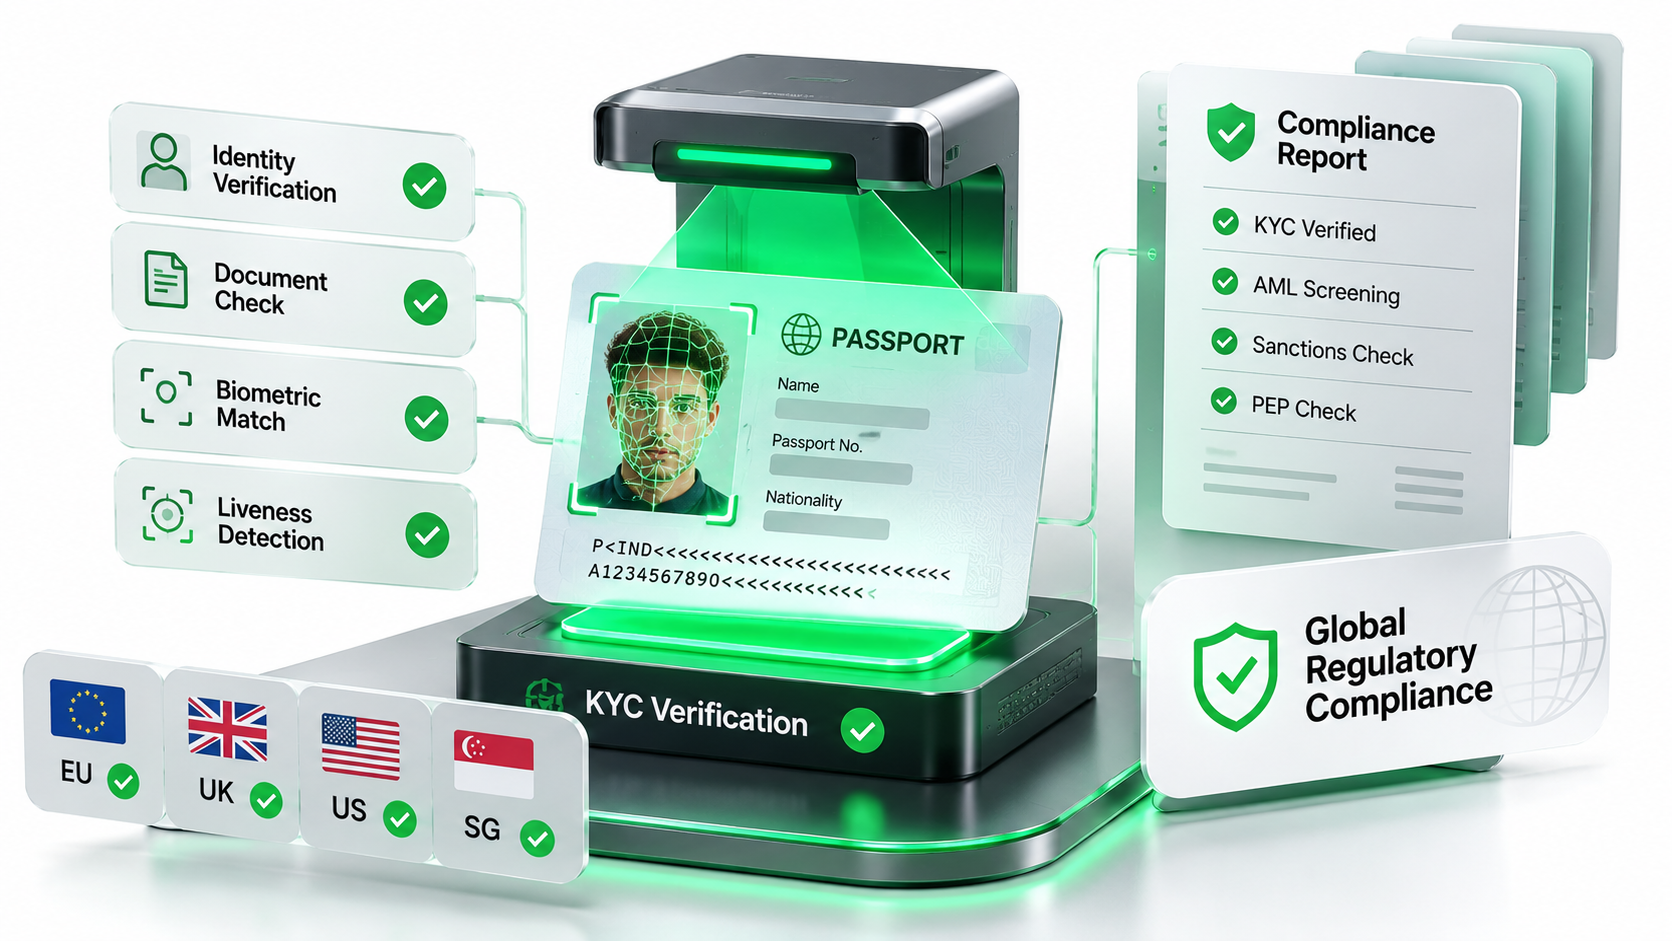 Identity
Verification
Document
Check
Biometric
Match
Liveness
Detection
PASSPORT
Name
Passport No.
Nationality
P<IND<<<<<<<<<<<<<<<<<<<<<<<<<<
A1234567890<<<<<<<<<<<<<
KYC Verification
Compliance
Report
KYC Verified
AML Screening
Sanctions Check
PEP Check
Global
Regulatory
Compliance
EU
UK
US
SG